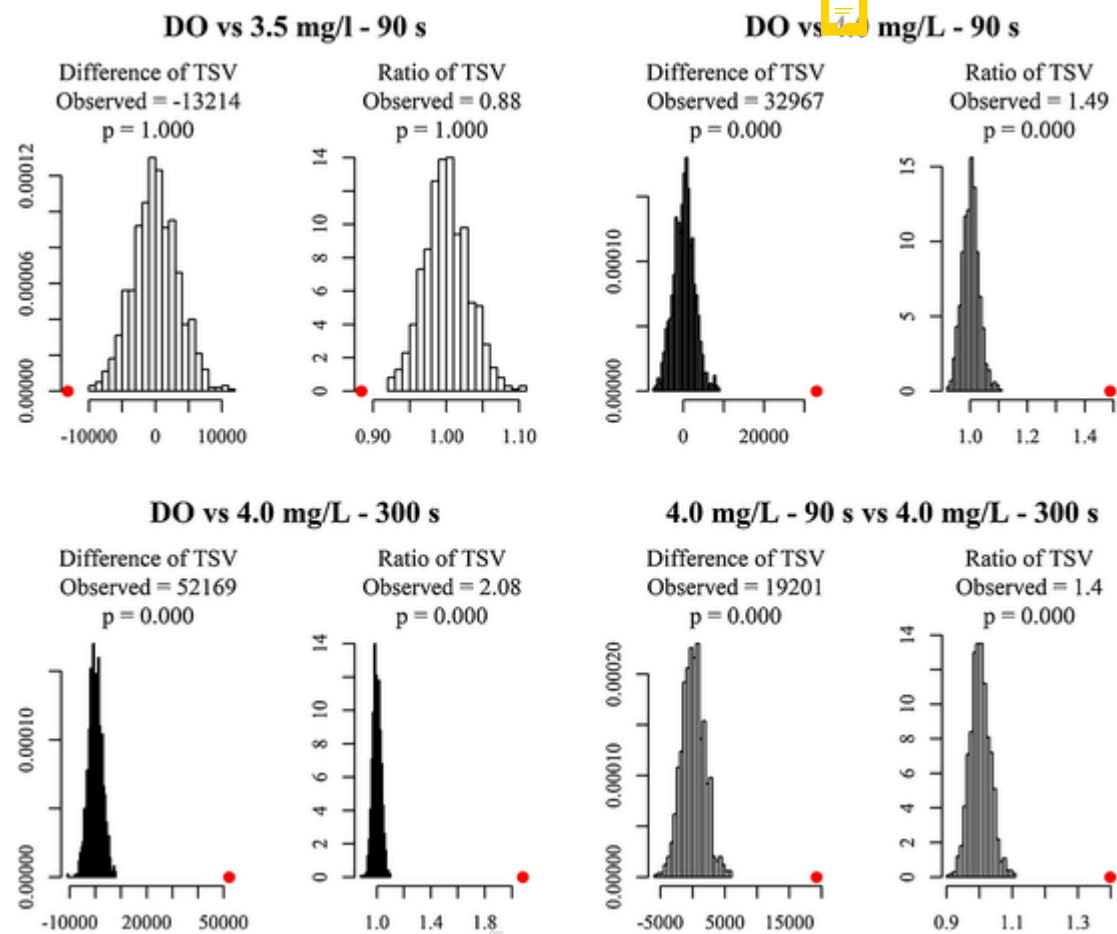 DO vs 3.5 mg/l - 90 s
Difference of TSV
Observed = -13214
p = 1.000
0.00000 0.00006 0.00012
-10000 0 10000
Ratio of TSV
Observed = 0.88
p = 1.000
0 2 4 6 8 10 14
0.90 1.00 1.10
DO vs mg/L - 90 s
Difference of TSV
Observed = 32967
p = 0.000
0.00000 0.00010
0 20000
Ratio of TSV
Observed = 1.49
p = 0.000
0 5 10 15
1.0 1.2 1.4
DO vs 4.0 mg/L - 300 s
Difference of TSV
Observed = 52169
p = 0.000
0.00000 0.00010
-10000 20000 50000
Ratio of TSV
Observed = 2.08
p = 0.000
0 2 4 6 8 10 14
1.0 1.4 1.8
4.0 mg/L - 90 s vs 4.0 mg/L - 300 s
Difference of TSV
Observed = 19201
p = 0.000
0.00000 0.00010 0.00020
-5000 5000 15000
Ratio of TSV
Observed = 1.4
p = 0.000
0 2 4 6 8 10 14
0.9 1.1 1.3